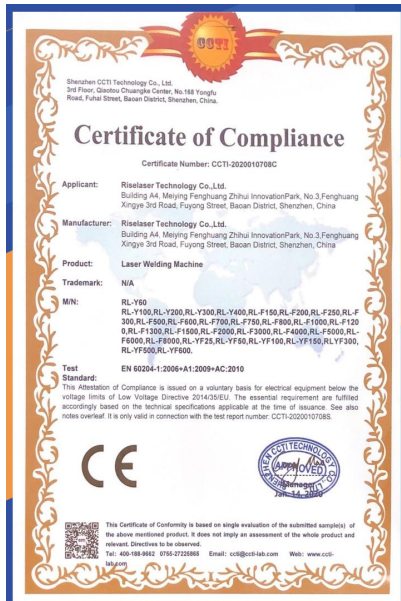 CCTI
Shenzhen CCTI Technology Co., Ltd.
3rd Floor, Qiaotou Chuangke Center, No.168 Yongfu
Road, Fuhai Street, Baoan District, Shenzhen, China.
Certificate of Compliance
Certificate Number: CCTI-2020010708C
Applicant: Riselaser Technology Co.,Ltd.
Building A4, Meiying Fenghuang Zhihui InnovationPark, No.3,Fenghuang
Xingye 3rd Road, Fuyong Street, Baoan District, Shenzhen, China
Manufacturer: Riselaser Technology Co.,Ltd.
Building A4, Meiying Fenghuang Zhihui InnovationPark, No.3,Fenghuang
Xingye 3rd Road, Fuyong Street, Baoan District, Shenzhen, China
Product: Laser Welding Machine
Trademark: N/A
M/N: RL-Y60
RL-Y100,RL-Y200,RL-Y300,RL-Y400,RL-F150,RL-F200,RL-F250,RL-F
300,RL-F500,RL-F600,RL-F700,RL-F750,RL-F800,RL-F1000,RL-F120
0,RL-F1300,RL-F1500,RL-F2000,RL-F3000,RL-F4000,RL-F5000,RL-
F6000,RL-F8000,RL-YF25,RL-YF50,RL-YF100,RL-YF150,RLYF300,
RL-YF500,RL-YF600.
Test EN 60204-1:2006+A1:2009+AC:2010
Standard:
This Attestation of Compliance is issued on a voluntary basis for electrical equipment below the
voltage limits of Low Voltage Directive 2014/35/EU. The essential requirement are fulfilled
accordingly based on the technical specifications applicable at the time of issuance. See also
notes overleaf. It is only valid in connection with the test report number: CCTI-2020010708S.
CE
SHENZHEN CCTI TECHNOLOGY CO., LTD
APPROVED
Manager
Jan. 14, 2020
This Certificate of Conformity is based on single evaluation of the submitted sample(s) of
the above mentioned product. It does not imply an assessment of the whole product and
relevant. Directives to be observed.
Tel: 400-188-9662 0755-27225865 Email: ccti@ccti-lab.com Web: www.ccti-
lab.com